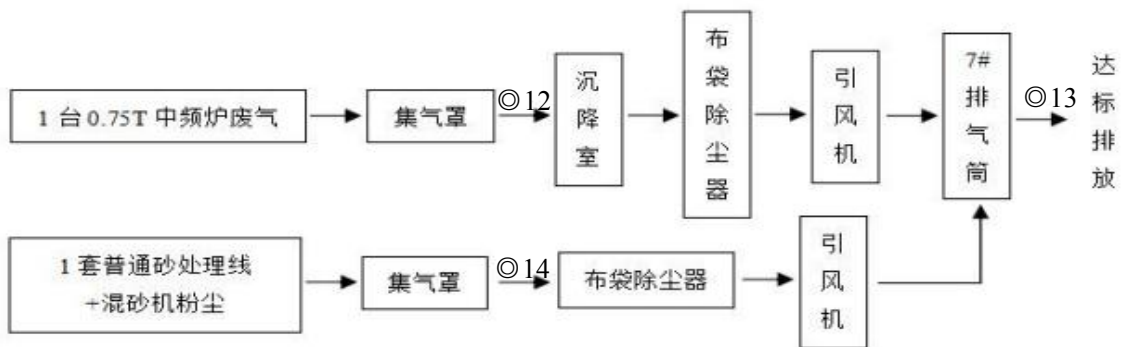 1 台 0.75T 中频炉废气
集气罩
◎12
沉降室
布袋除尘器
引风机
7#排气筒
◎13
达标排放
1 套普通砂处理线
+混砂机粉尘
集气罩
◎14
布袋除尘器
引风机